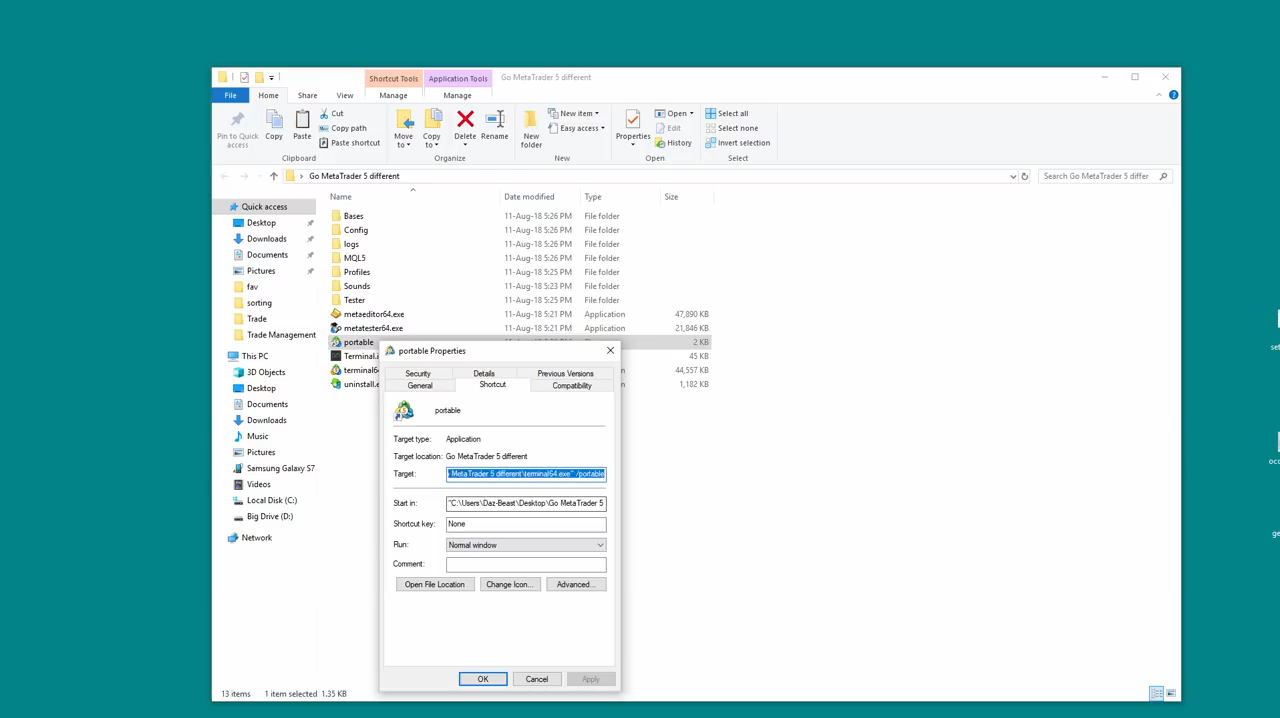 Shortcut Tools Application Tools Go MetaTrader 5 different
File Home Share View Manage Manage
Pin to Quick access
Copy
Paste
Cut
Copy path
Paste shortcut
Clipboard
Move to
Copy to
Delete
Rename
Organize
New folder
New item
Easy access
New
Properties
Open
Edit
History
Open
Select all
Select none
Invert selection
Select
Go MetaTrader 5 different
Search Go MetaTrader 5 differ
Quick access
Desktop
Downloads
Documents
Pictures
fav
sorting
Trade
Trade Management
This PC
3D Objects
Desktop
Documents
Downloads
Music
Pictures
Samsung Galaxy S7
Videos
Local Disk (C:)
Big Drive (D:)
Network
Name Date modified Type Size
Bases 11-Aug-18 5:26 PM File folder
Config 11-Aug-18 5:26 PM File folder
logs 11-Aug-18 5:26 PM File folder
MQL5 11-Aug-18 5:26 PM File folder
Profiles 11-Aug-18 5:25 PM File folder
Sounds 11-Aug-18 5:23 PM File folder
Tester 11-Aug-18 5:25 PM File folder
metaeditor64.exe 11-Aug-18 5:21 PM Application 47,890 KB
metatester64.exe 11-Aug-18 5:21 PM Application 21,846 KB
portable 2 KB
Terminal.i 45 KB
terminal6 44,557 KB
uninstall.e 1,182 KB
portable Properties
Security Details Previous Versions
General Shortcut Compatibility
portable
Target type: Application
Target location: Go MetaTrader 5 different
Target: MetaTrader 5 different\terminal64.exe" /portable
Start in: "C:\Users\Daz-Beast\Desktop\Go MetaTrader 5
Shortcut key: None
Run: Normal window
Comment:
Open File Location Change Icon... Advanced...
OK Cancel Apply
13 items 1 item selected 1.35 KB
set
oc
ge